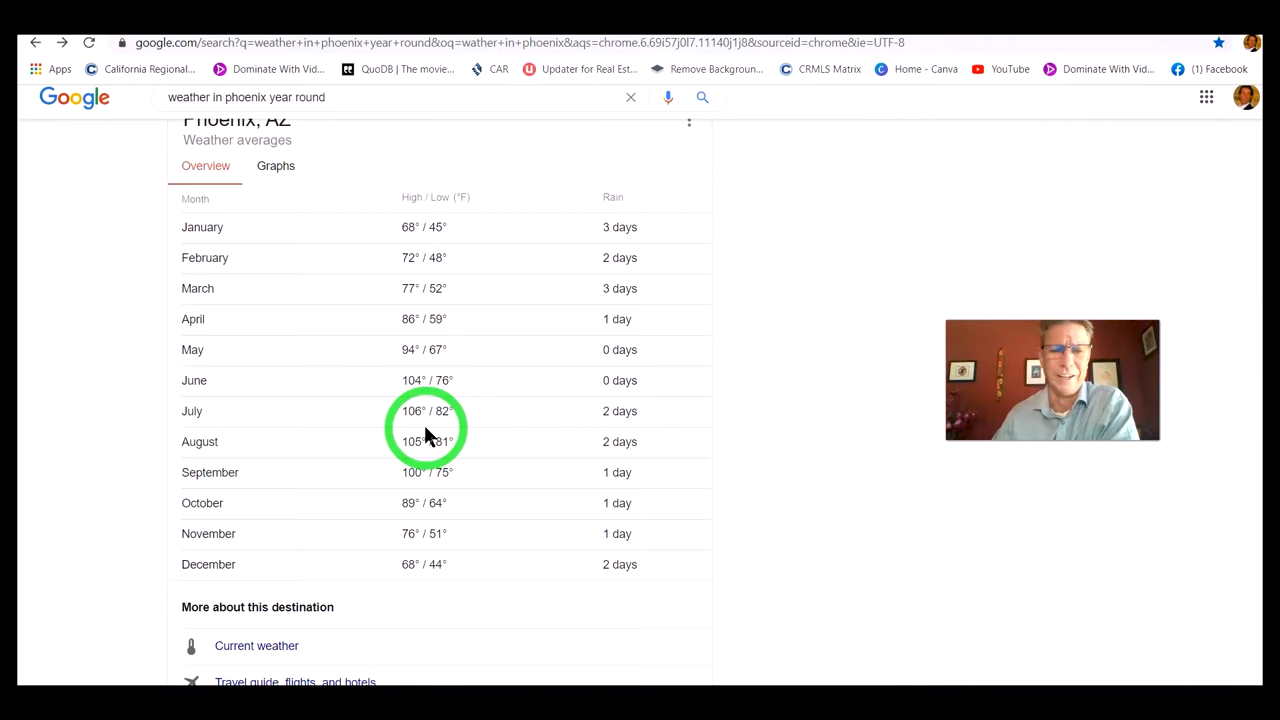 google.com/search?q=weather+in+phoenix+year+round&oq=wather+in+phoenix&aqs=chrome.6.69i57j0l7.11140j1j8&sourceid=chrome&ie=UTF-8
Apps California Regional... Dominate With Vid... QuoDB | The movie... CAR Updater for Real Est... Remove Backgroun... CRMLS Matrix Home - Canva YouTube Dominate With Vid... (1) Facebook
Google weather in phoenix year round
Phoenix, AZ
Weather averages
Overview Graphs
Month High / Low (°F) Rain
January 68° / 45° 3 days
February 72° / 48° 2 days
March 77° / 52° 3 days
April 86° / 59° 1 day
May 94° / 67° 0 days
June 104° / 76° 0 days
July 106° / 82° 2 days
August 105° / 81° 2 days
September 100° / 75° 1 day
October 89° / 64° 1 day
November 76° / 51° 1 day
December 68° / 44° 2 days
More about this destination
Current weather
Travel guide, flights, and hotels